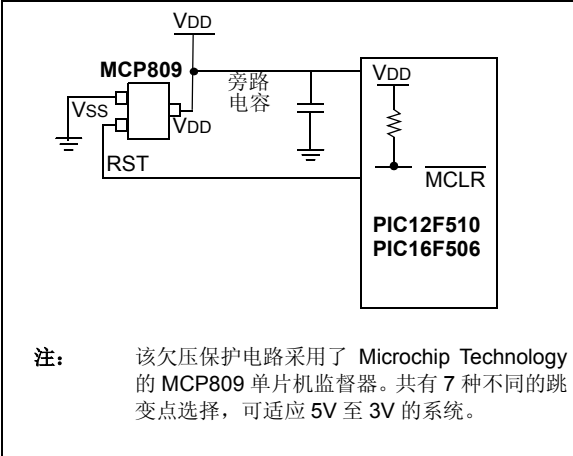 VDD
MCP809
旁路
电容
VDD
VSS
VDD
RST
MCLR
PIC12F510
PIC16F506
注： 该欠压保护电路采用了 Microchip Technology
的 MCP809 单片机监督器。共有 7 种不同的跳
变点选择，可适应 5V 至 3V 的系统。